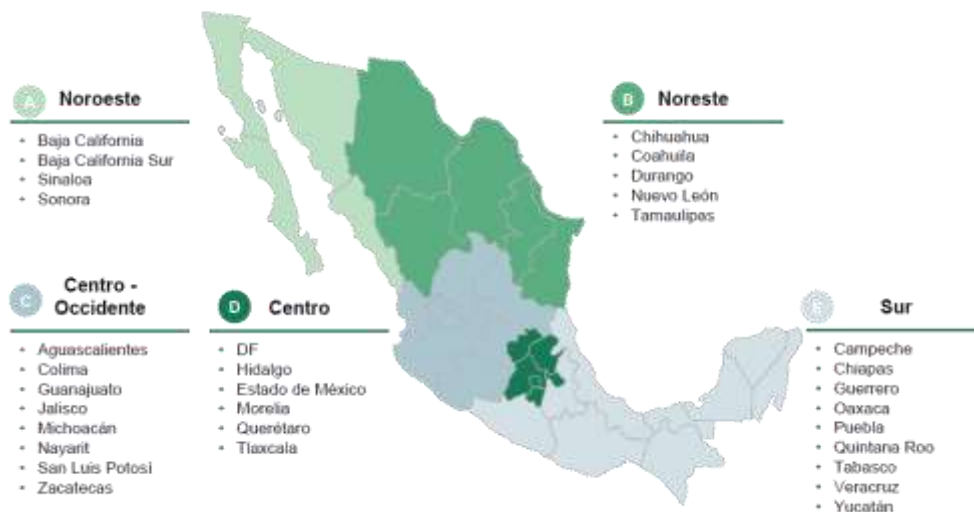 A Noroeste
Baja California
Baja California Sur
Sinaloa
Sonora
B Noreste
Chihuahua
Coahuila
Durango
Nuevo León
Tamaulipas
C Centro -
Occidente
Aguascalientes
Colima
Guanajuato
Jalisco
Michoacán
Nayarit
San Luis Potosí
Zacatecas
D Centro
DF
Hidalgo
Estado de México
Morelia
Querétaro
Tlaxcala
E Sur
Campeche
Chiapas
Guerrero
Oaxaca
Puebla
Quintana Roo
Tabasco
Veracruz
Yucatán